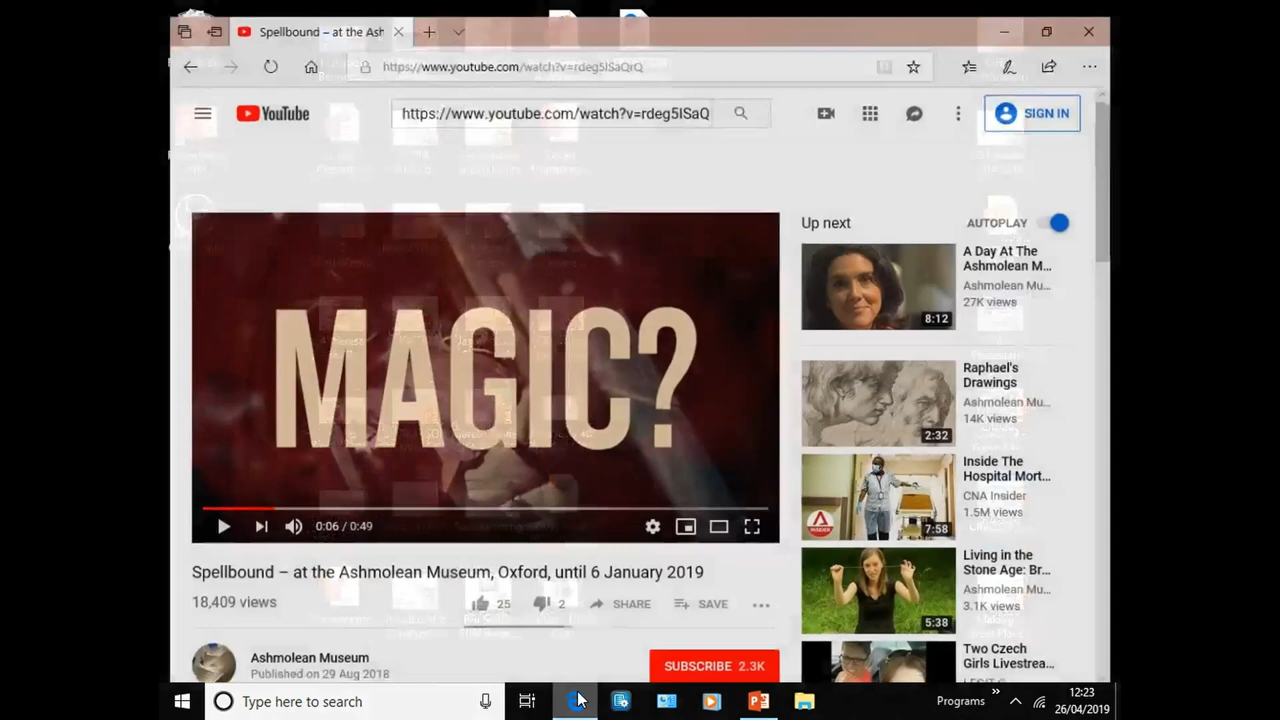 Spellbound – at the Ash
https://www.youtube.com/watch?v=rdeg5ISaQrQ
YouTube
https://www.youtube.com/watch?v=rdeg5ISaQ
SIGN IN
MAGIC?
0:06 / 0:49
Spellbound – at the Ashmolean Museum, Oxford, until 6 January 2019
18,409 views
25
2
SHARE
SAVE
Ashmolean Museum
Published on 29 Aug 2018
SUBSCRIBE 2.3K
Up next
AUTOPLAY
8:12
A Day At The
Ashmolean M...
Ashmolean Mu...
27K views
2:32
Raphael's
Drawings
Ashmolean Mu...
14K views
INSIDER
7:58
Inside The
Hospital Mort...
CNA Insider
1.5M views
5:38
Living in the
Stone Age: Br...
Ashmolean Mu...
3.1K views
Two Czech
Girls Livestrea...
Type here to search
Programs
12:23
26/04/2019